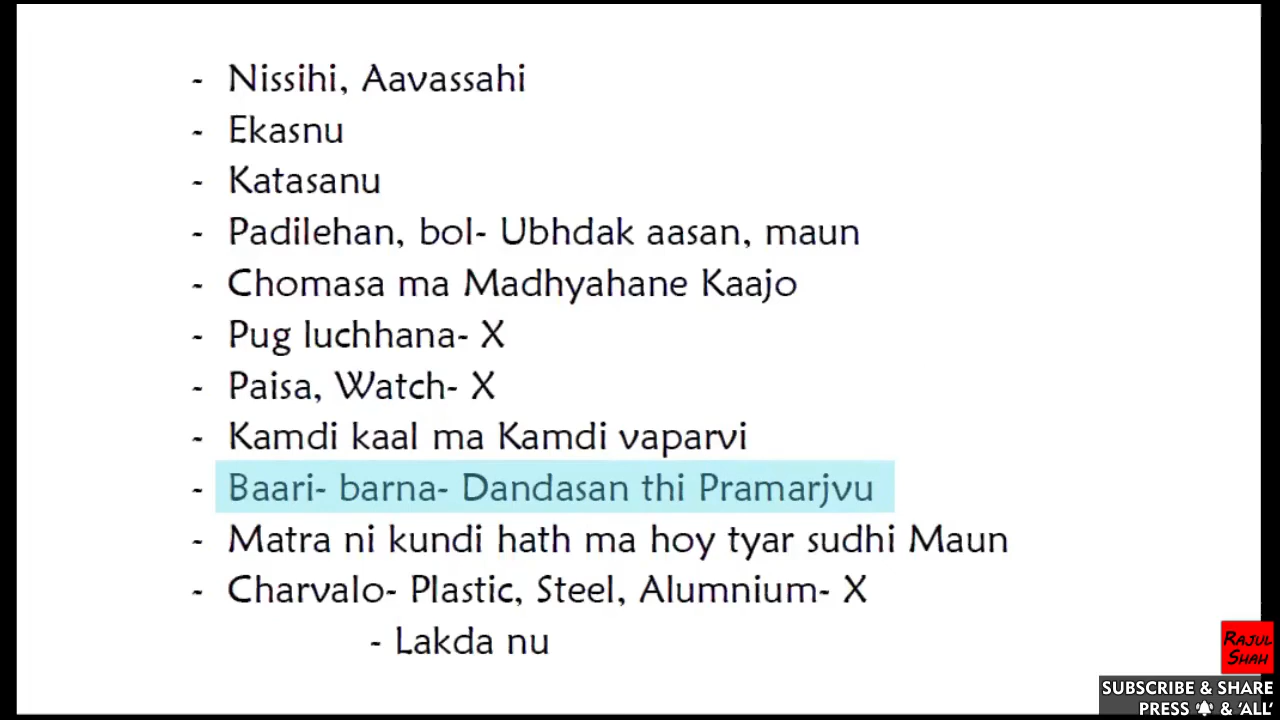 - Nissihi, Aavassahi
- Ekasnu
- Katasanu
- Padilehan, bol- Ubhdak aasan, maun
- Chomasa ma Madhyahane Kaajo
- Pug luchhana- X
- Paisa, Watch- X
- Kamdi kaal ma Kamdi vaparvi
- Baari- barna- Dandasan thi Pramarjvu
- Matra ni kundi hath ma hoy tyar sudhi Maun
- Charvalo- Plastic, Steel, Alumnium- X
- Lakda nu
RAJUL
SHAH
SUBSCRIBE & SHARE
PRESS 🔔 & 'ALL'